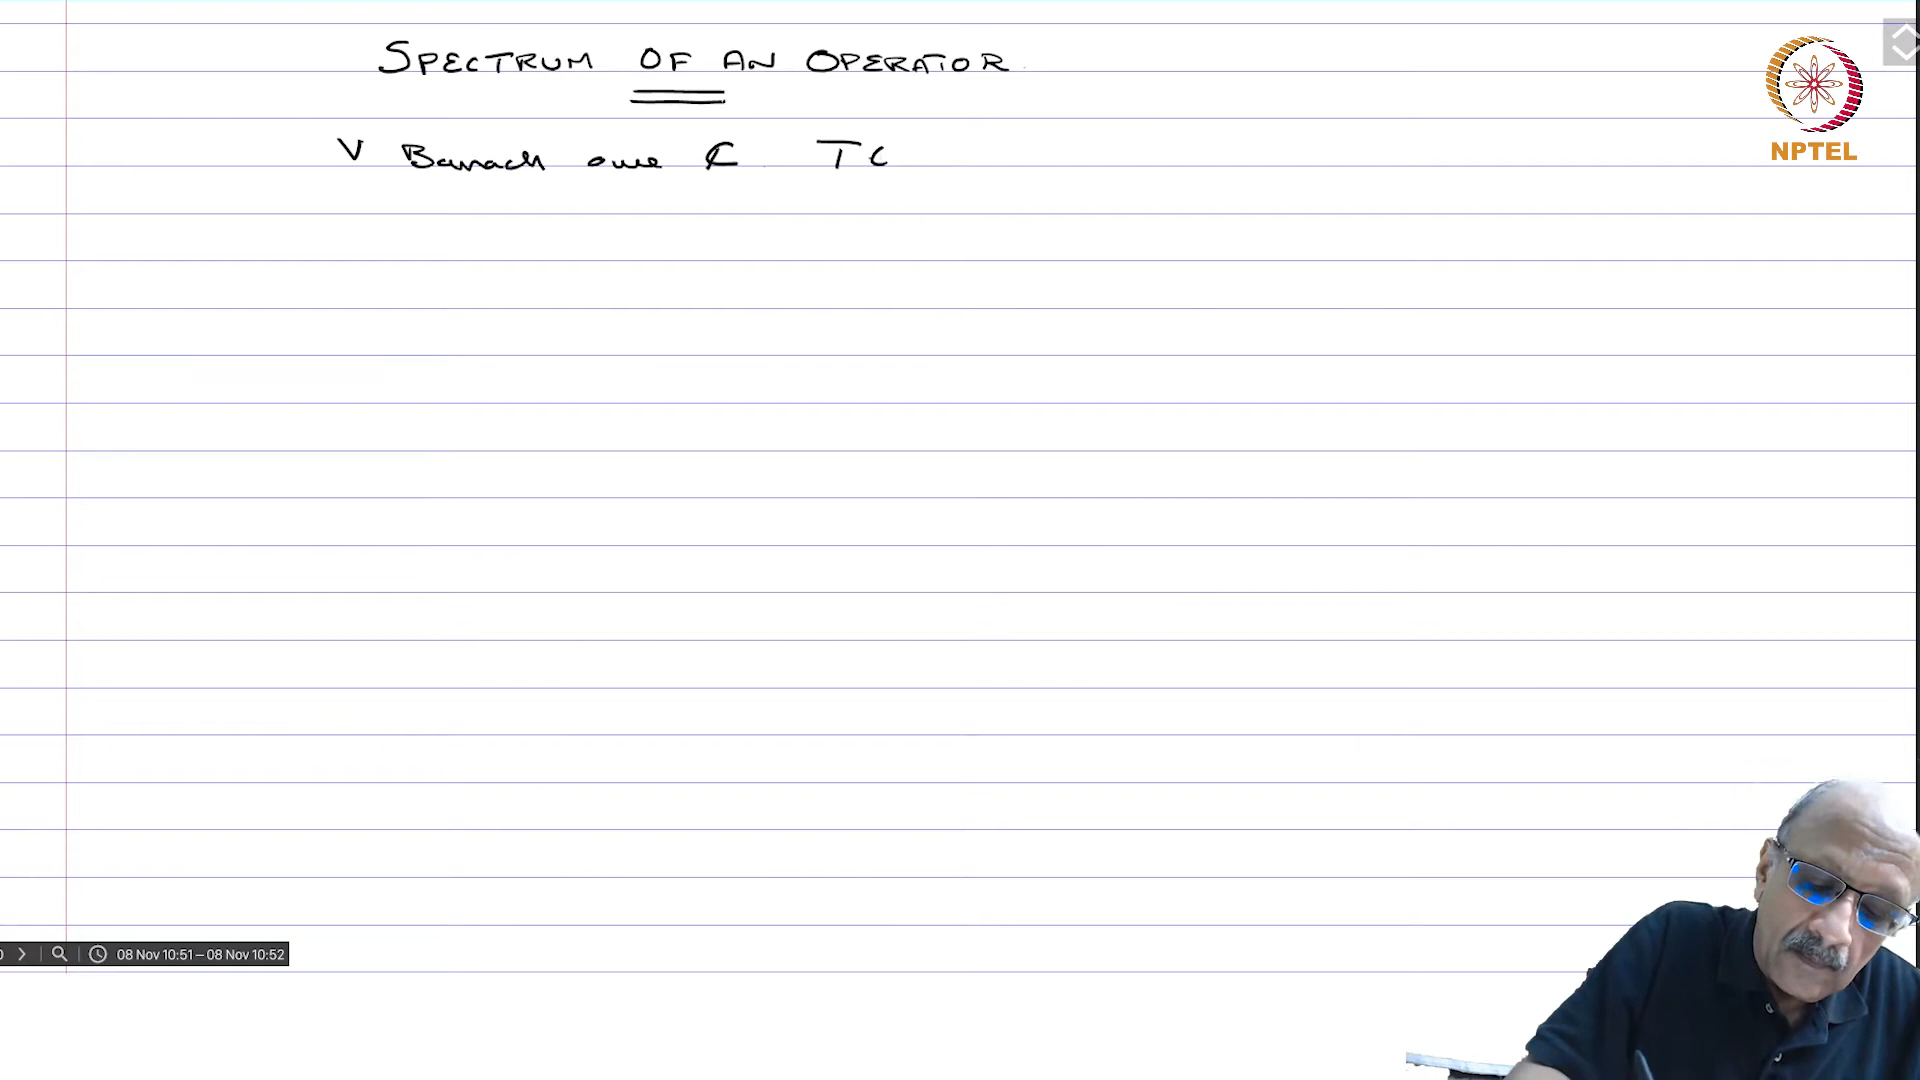 SPECTRUM OF AN OPERATOR
NPTEL
V Banach over ℂ T (
08 Nov 10:51 – 08 Nov 10:52